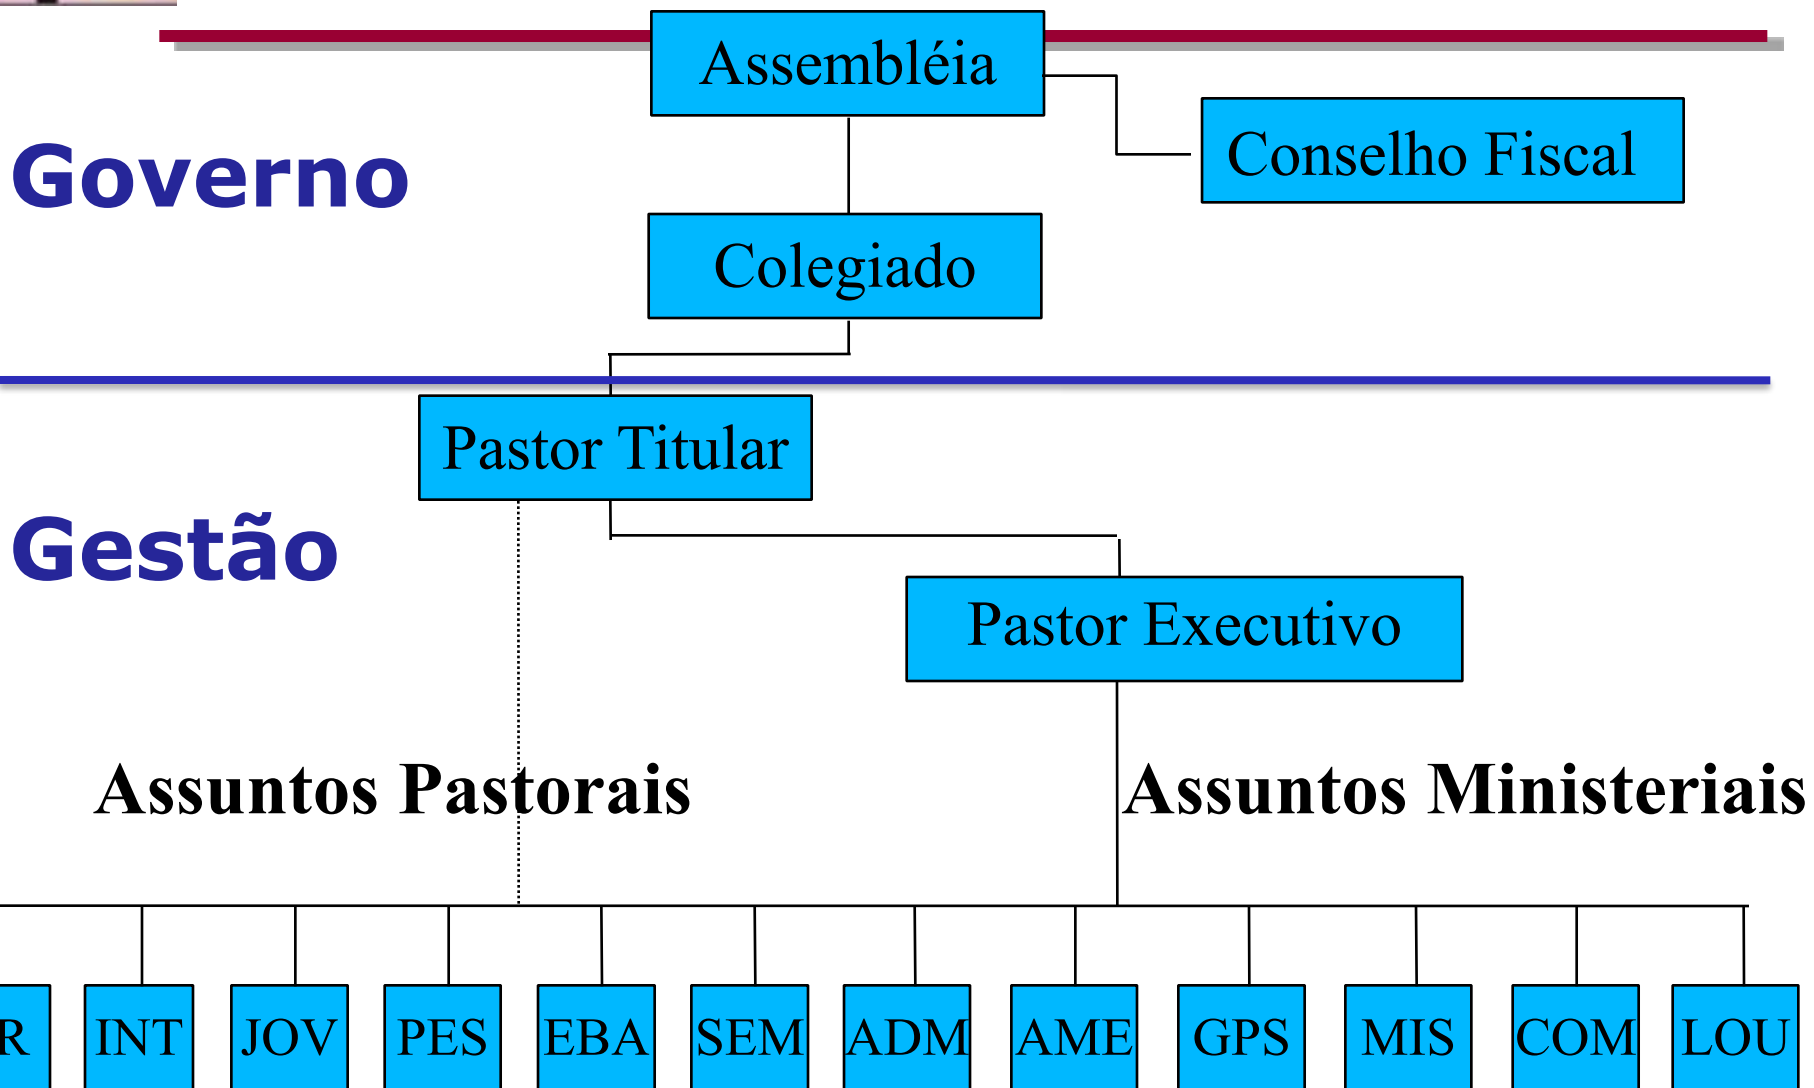 Assembléia
Conselho Fiscal
Governo
Colegiado
Pastor Titular
Gestão
Pastor Executivo
Assuntos Pastorais
Assuntos Ministeriais
INT
JOV
PES
EBA
SEM
ADM
AME
GPS
MIS
COM
LOU